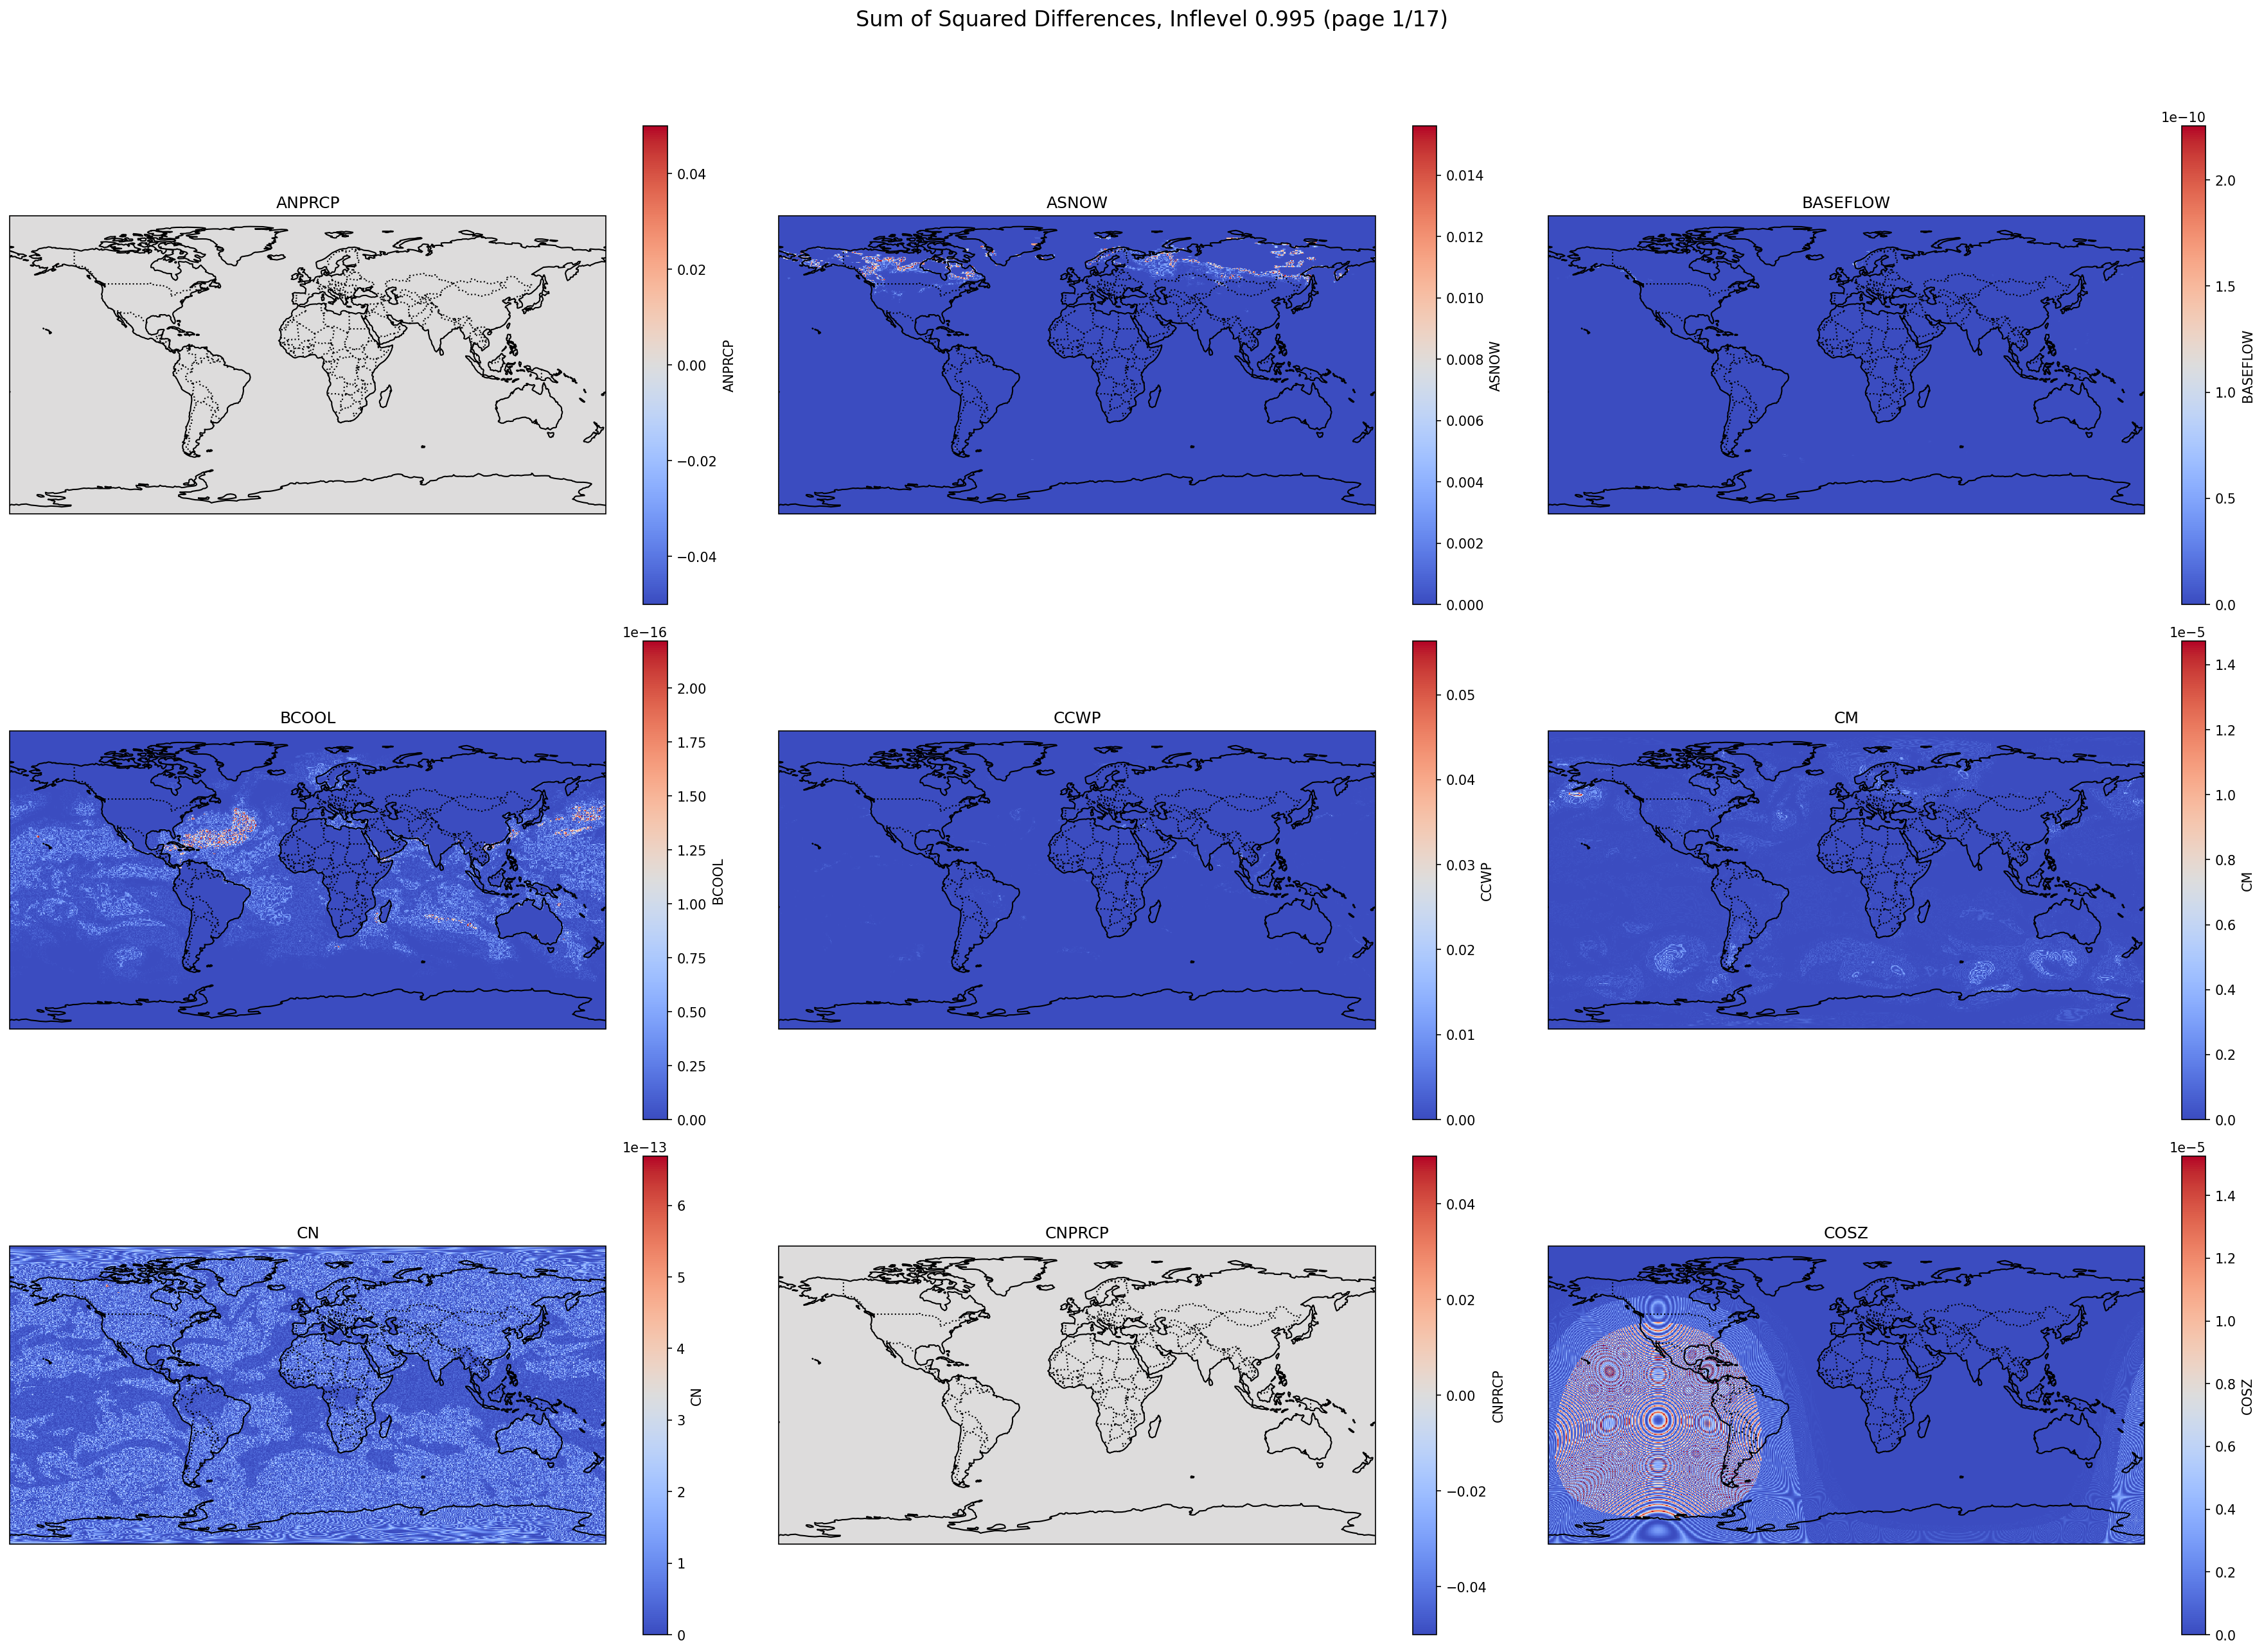 Sum of Squared Differences, Inflevel 0.995 (page 1/17)
ANPRCP
0.04
0.02
0.00
−0.02
−0.04
ANPRCP
ASNOW
0.014
0.012
0.010
0.008
0.006
0.004
0.002
0.000
ASNOW
BASEFLOW
1e−10
2.0
1.5
1.0
0.5
0.0
BASEFLOW
BCOOL
1e−16
2.00
1.75
1.50
1.25
1.00
0.75
0.50
0.25
0.00
BCOOL
CCWP
0.05
0.04
0.03
0.02
0.01
0.00
CCWP
CM
1e−5
1.4
1.2
1.0
0.8
0.6
0.4
0.2
0.0
CM
CN
1e−13
6
5
4
3
2
1
0
CN
CNPRCP
0.04
0.02
0.00
−0.02
−0.04
CNPRCP
COSZ
1e−5
1.4
1.2
1.0
0.8
0.6
0.4
0.2
0.0
COSZ